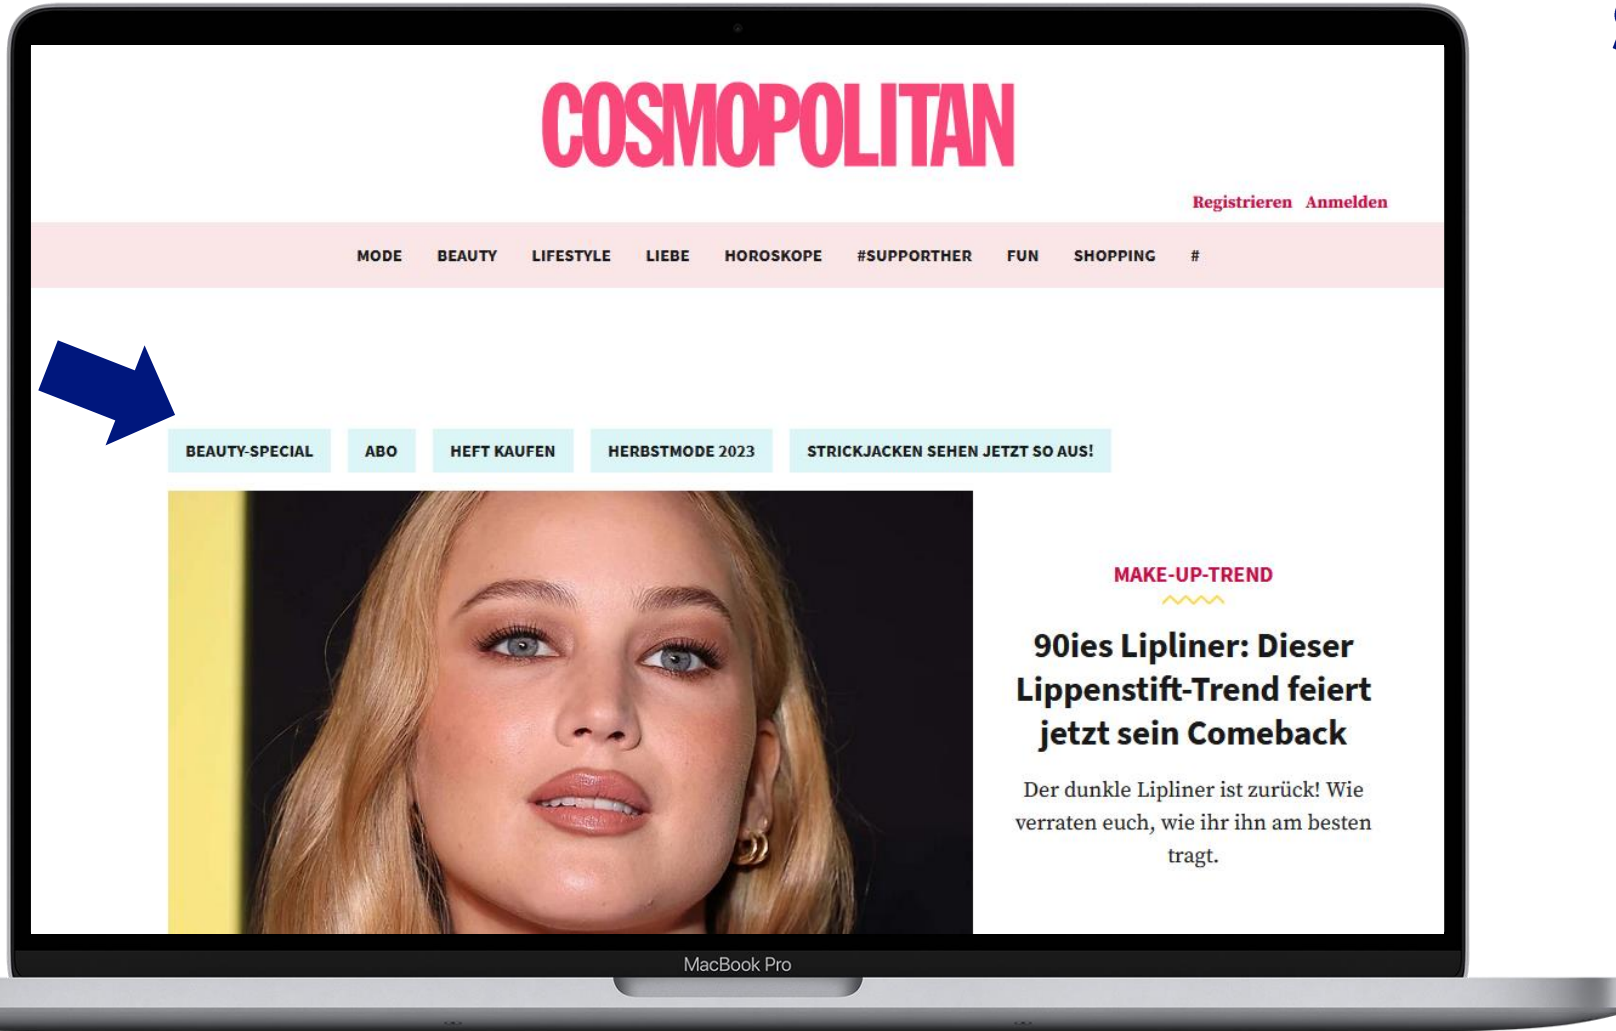 COSMOPOLITAN
Registrieren Anmelden
MODE BEAUTY LIFESTYLE LIEBE HOROSKOPE #SUPPORTHER FUN SHOPPING #
BEAUTY-SPECIAL ABO HEFT KAUFEN HERBSTMODE 2023 STRICKJACKEN SEHEN JETZT SO AUS!
MAKE-UP-TREND
90ies Lipliner: Dieser
Lippenstift-Trend feiert
jetzt sein Comeback
Der dunkle Lipliner ist zurück! Wie
verraten euch, wie ihr ihn am besten
tragt.
MacBook Pro